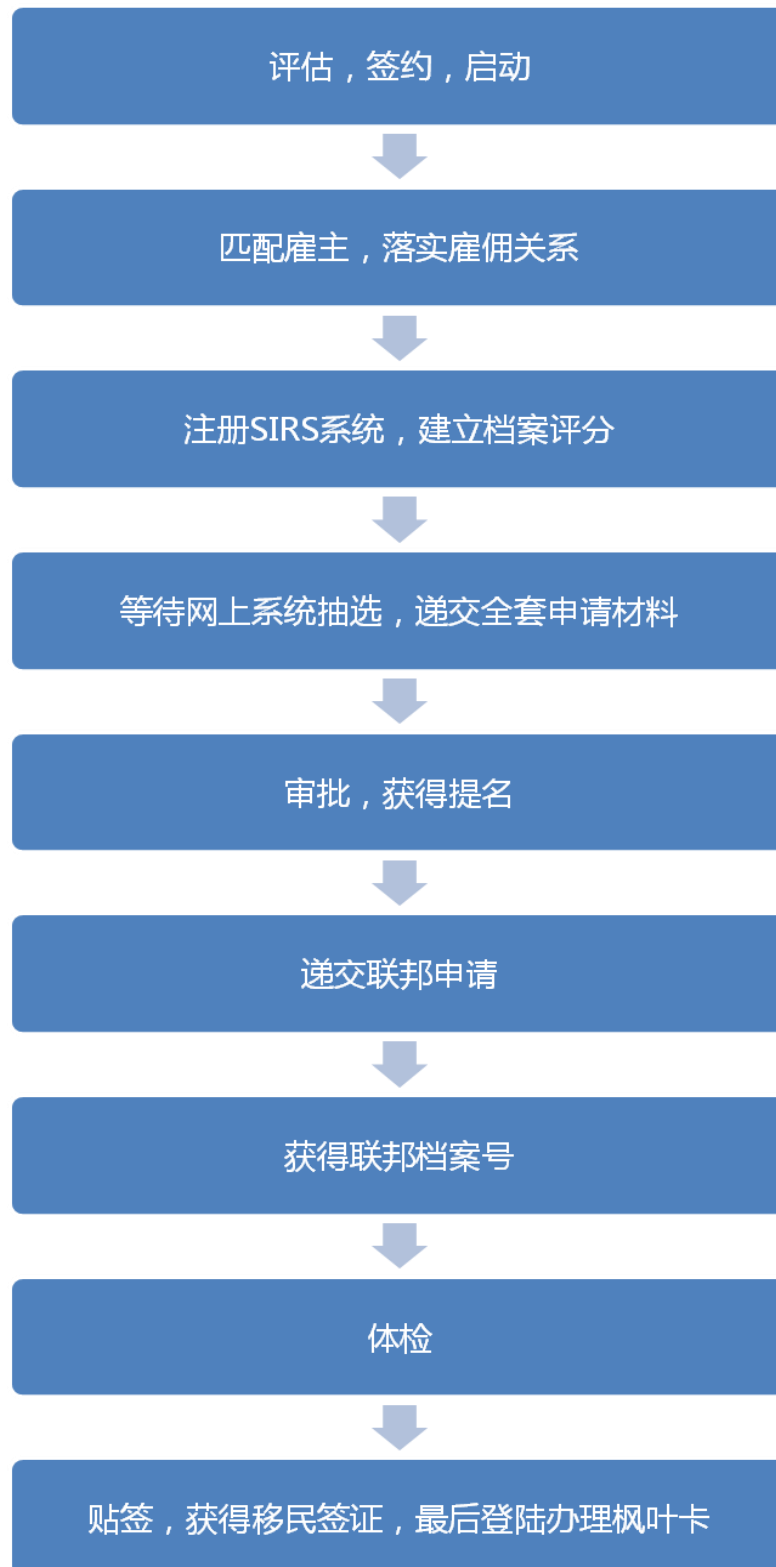 评估，签约，启动
匹配雇主，落实雇佣关系
注册SIRS系统，建立档案评分
等待网上系统抽选，递交全套申请材料
审批，获得提名
递交联邦申请
获得联邦档案号
体检
贴签，获得移民签证，最后登陆办理枫叶卡